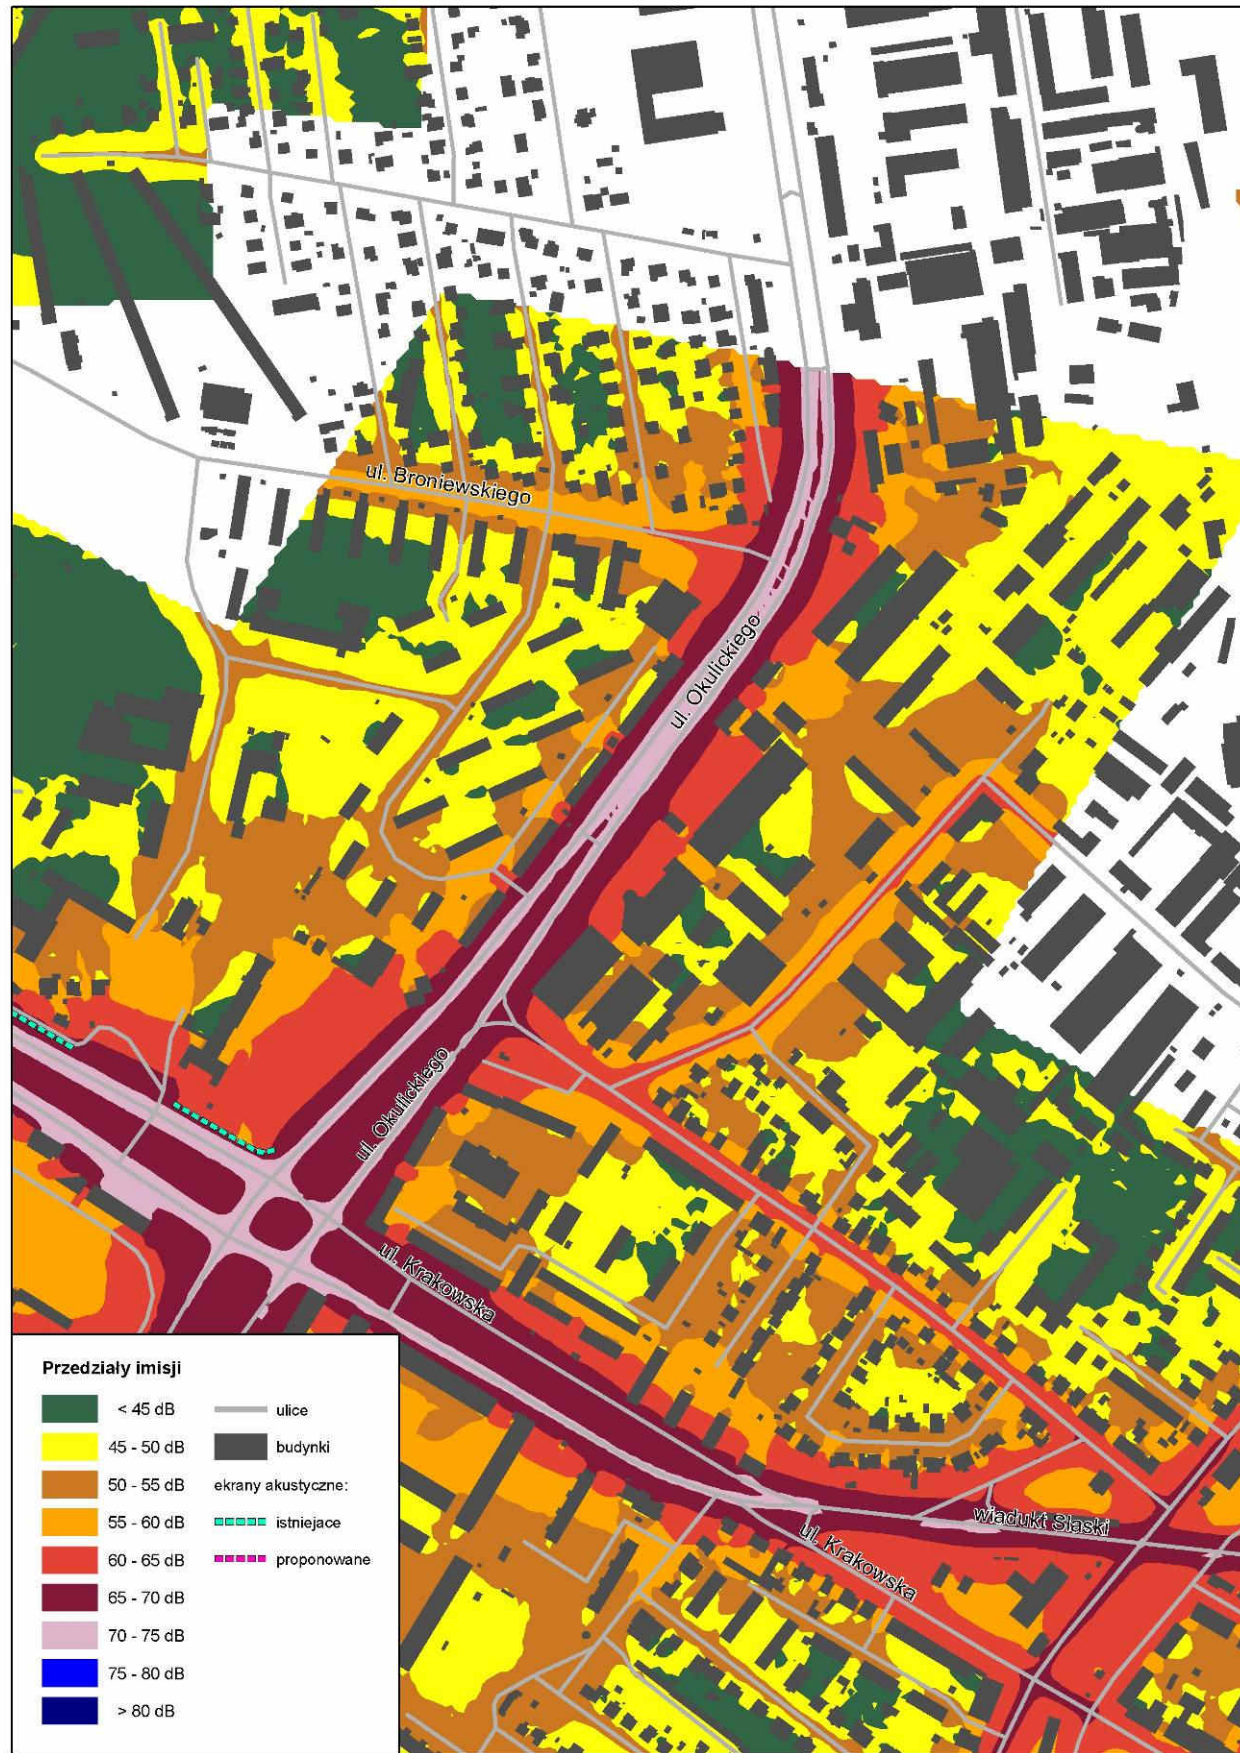 ul. Broniewskiego
ul. Okulickiego
ul. Okulickiego
ul. Krakowska
wiadukt Slaski
ul. Krakowska
Przedziały imisji
< 45 dB
45 - 50 dB
50 - 55 dB
55 - 60 dB
60 - 65 dB
65 - 70 dB
70 - 75 dB
75 - 80 dB
> 80 dB
ulice
budynki
ekrany akustyczne:
istniejace
proponowane